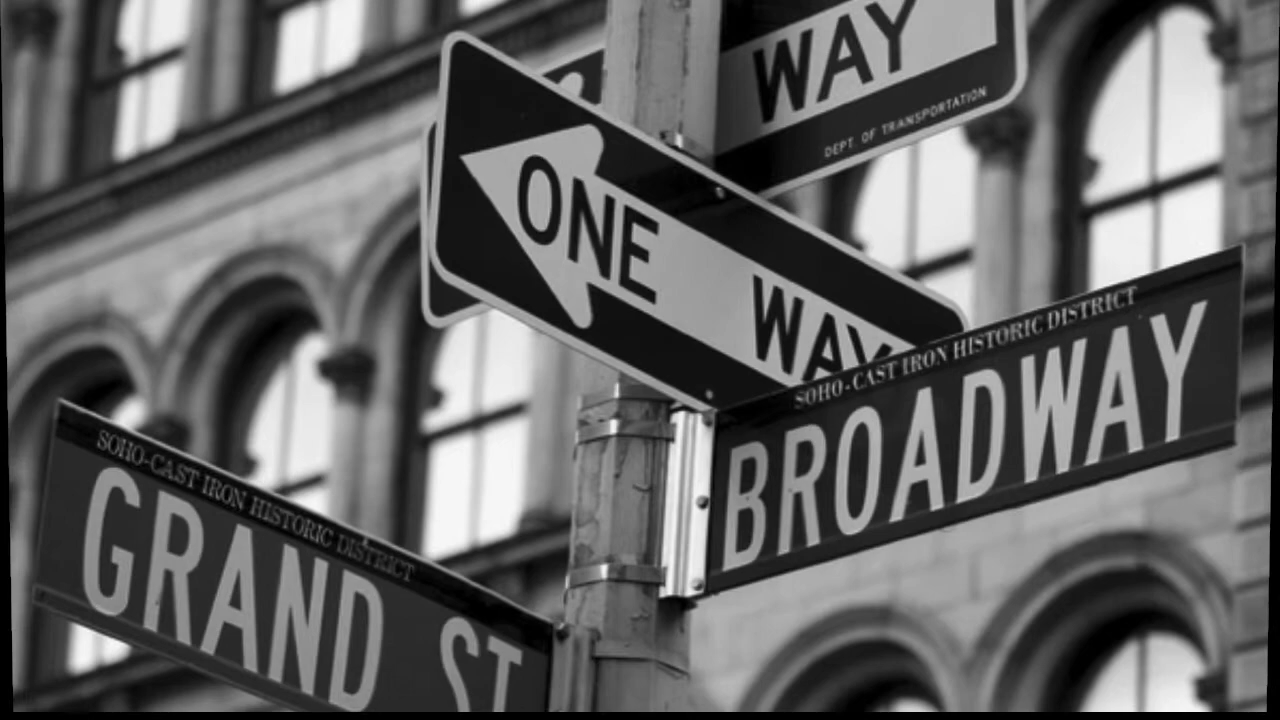 WAY
DEPT. OF TRANSPORTATION
ONE WAY
SOHO-CAST IRON HISTORIC DISTRICT
BROADWAY
SOHO-CAST IRON HISTORIC DISTRICT
GRAND ST